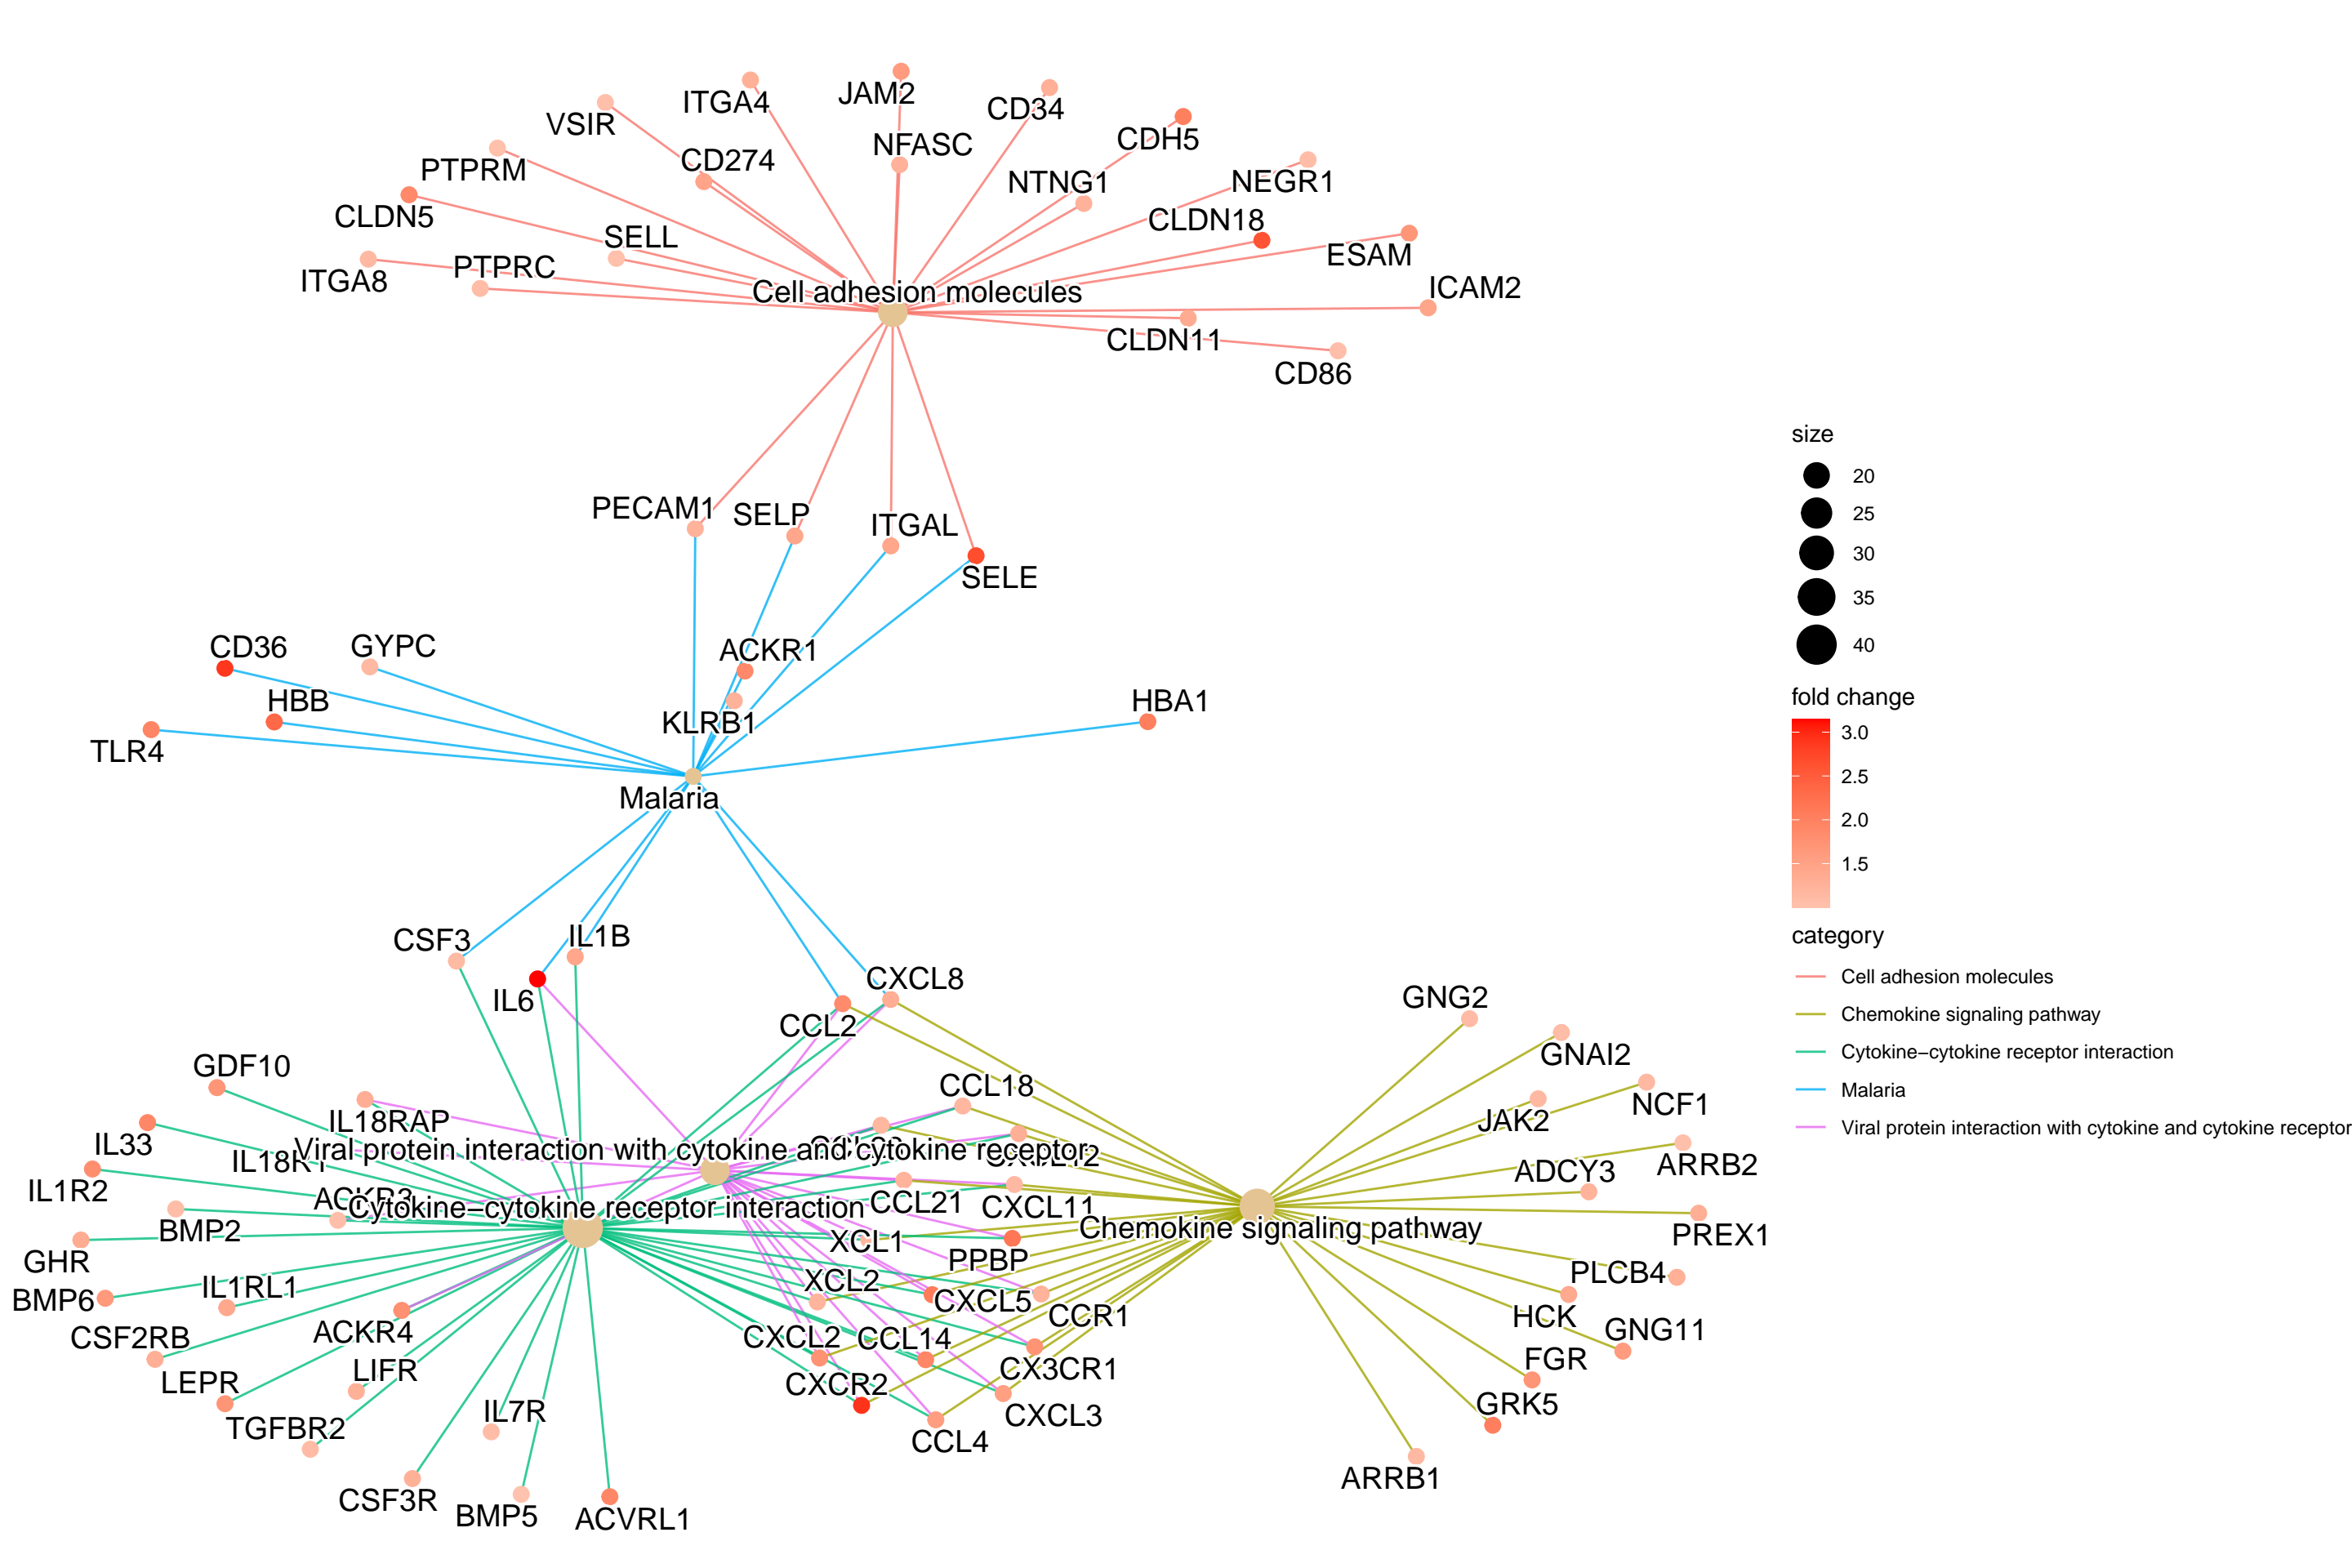 JAM2
ITGA4
CD34
VSIR
CDH5
NFASC
CD274
PTPRM
NTNG1
NEGR1
CLDN5
CLDN18
SELL
ESAM
PTPRC
ITGA8
ICAM2
Cell adhesion molecules
CLDN11
CD86
PECAM1
SELP
ITGAL
SELE
CD36
GYPC
ACKR1
HBB
HBA1
KLRB1
TLR4
Malaria
CSF3
IL1B
CXCL8
IL6
GNG2
CCL2
GNAI2
GDF10
CCL18
NCF1
IL18RAP
JAK2
IL33
Viral protein interaction with cytokine and cytokine receptor
ARRB2
ADCY3
IL1R2
CCL21
CXCL11
Cytokine−cytokine receptor interaction
BMP2
Chemokine signaling pathway
PREX1
XCL1
GHR
PPBP
PLCB4
XCL2
IL1RL1
BMP6
CXCL5
CCR1
HCK
ACKR4
GNG11
CSF2RB
CXCL2
CCL14
FGR
LIFR
CX3CR1
LEPR
CXCR2
GRK5
IL7R
CXCL3
TGFBR2
CCL4
ARRB1
CSF3R
BMP5
ACVRL1
size
20
25
30
35
40
fold change
3.0
2.5
2.0
1.5
category
Cell adhesion molecules
Chemokine signaling pathway
Cytokine−cytokine receptor interaction
Malaria
Viral protein interaction with cytokine and cytokine receptor